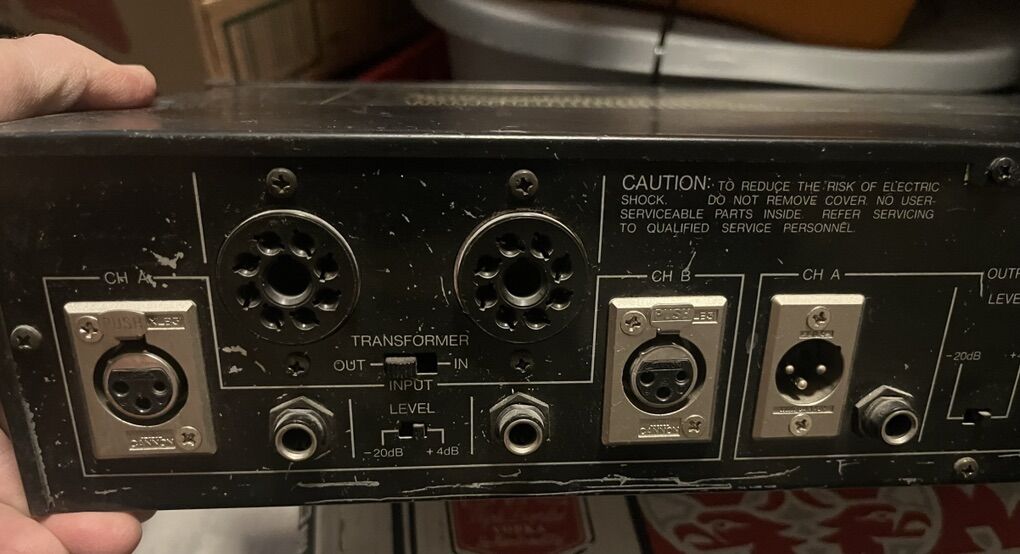 CAUTION: TO REDUCE THE RISK OF ELECTRIC
SHOCK. DO NOT REMOVE COVER. NO USER-
SERVICEABLE PARTS INSIDE. REFER SERVICING
TO QUALIFIED SERVICE PERSONNEL.
CH A
PUSH
TRANSFORMER
OUT
IN
INPUT
LEVEL
-20dB
+4dB
CH B
PUSH
CANNON
CANNON
CH A
OUTP
LEVE
-20dB
+4